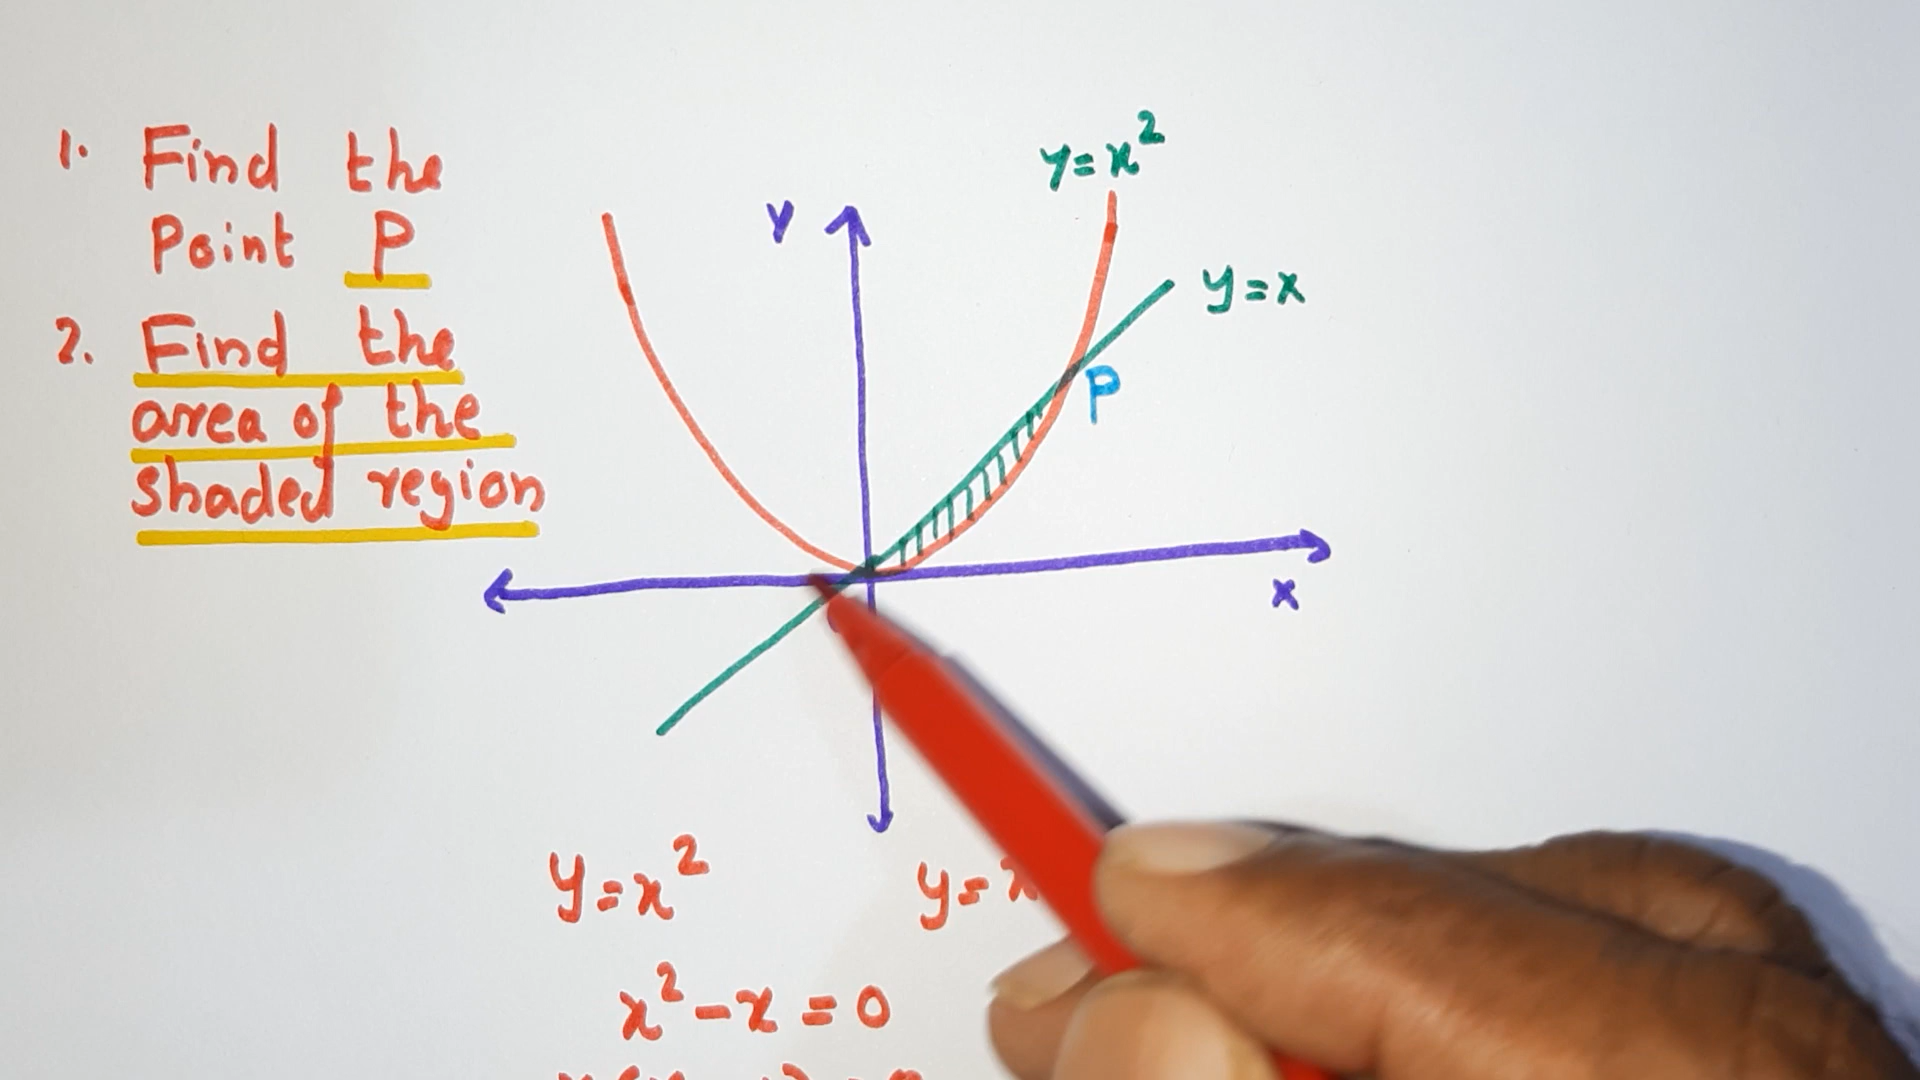 1. Find the
Point P
2. Find the
area of the
shaded region
y=x²
Y
y=x
P
x
y=x²
y=x
x²-x=0